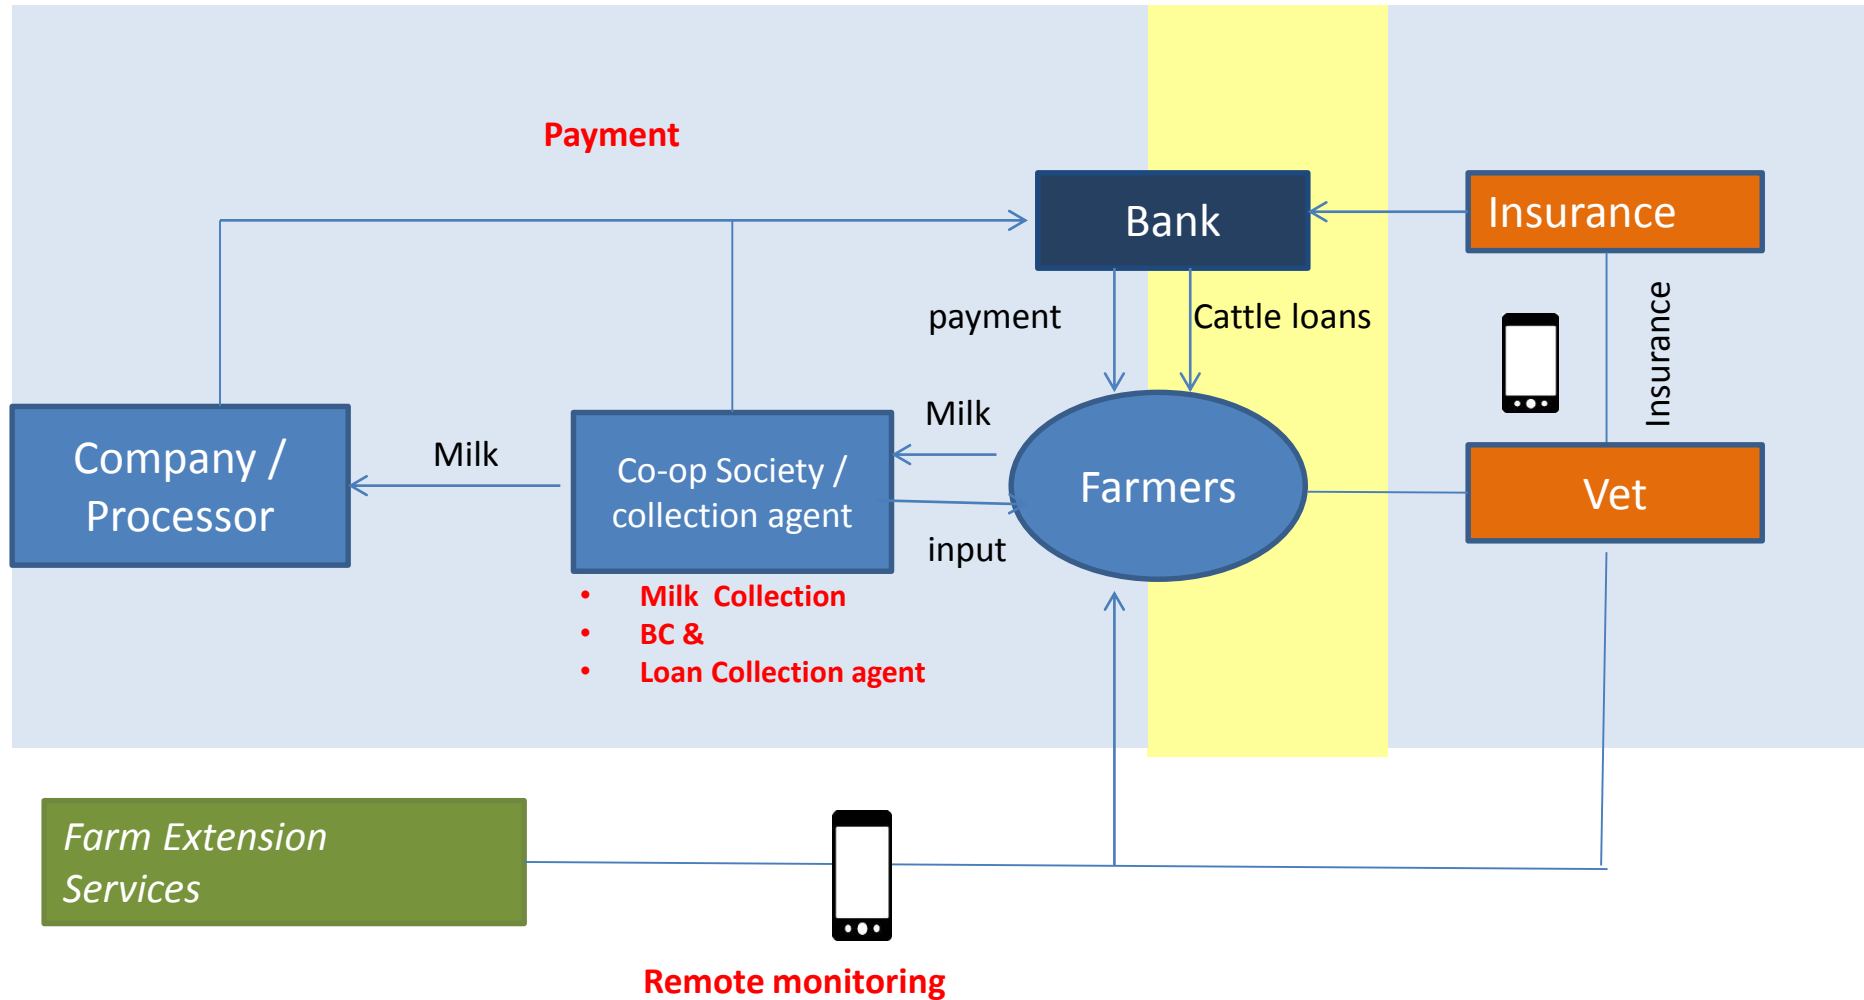 Payment
Bank
Insurance
payment
Cattle loans
Insurance
Company /
Processor
Milk
Co-op Society /
collection agent
Milk
input
Farmers
Vet
• Milk Collection
• BC &
• Loan Collection agent
Farm Extension
Services
Remote monitoring